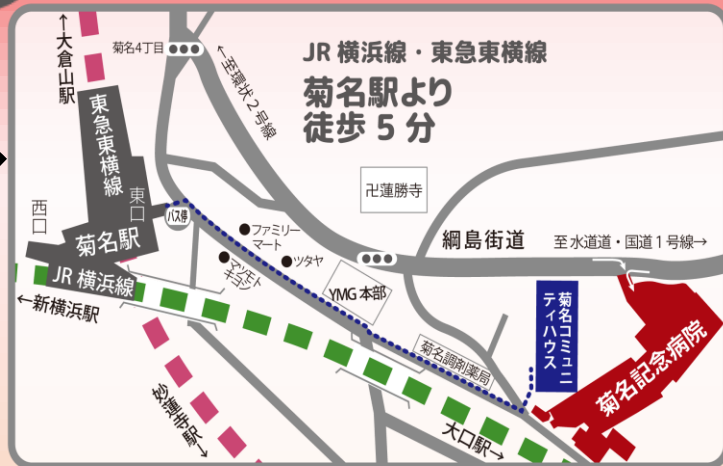 JR 横浜線・東急東横線
菊名駅より
徒歩 5 分
↑大倉山駅
菊名4丁目
←至環状2号線
東急東横線
西口
東口
バス停
菊名駅
JR 横浜線
←新横浜駅
ファミリー
マート
マツモト
キヨシ
ツタヤ
卍蓮勝寺
綱島街道
至水道道・国道1号線→
YMG 本部
菊名調剤薬局
菊名コミュニ
ティハウス
菊名記念病院
妙蓮寺駅→
大口駅→